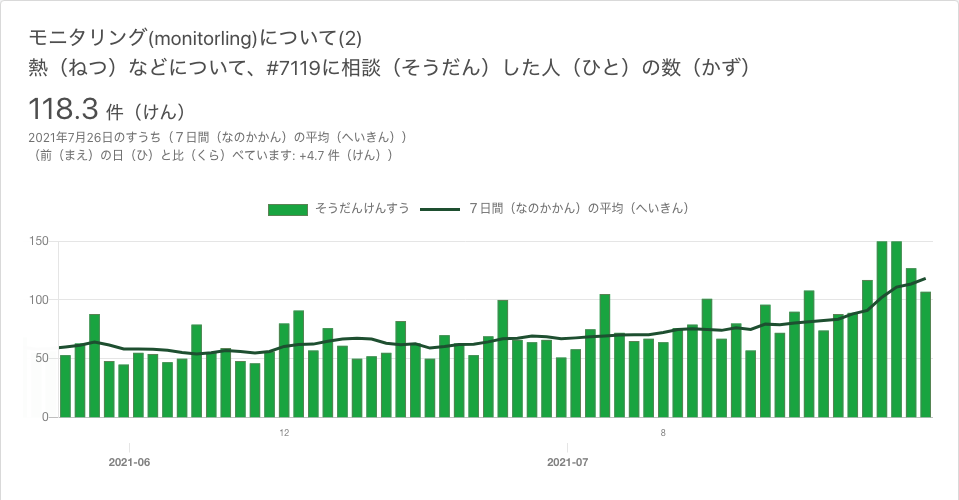 モニタリング(monitorling)について(2)
熱（ねつ）などについて、#7119に相談（そうだん）した人（ひと）の数（かず）
118.3 件（けん）
2021年7月26日のすうち（７日間（なのかかん）の平均（へいきん））
（前（まえ）の日（ひ）と比（くら）べています: +4.7 件（けん））
そうだんけんすう ７日間（なのかかん）の平均（へいきん）
150
100
50
0
12 8
2021-06 2021-07